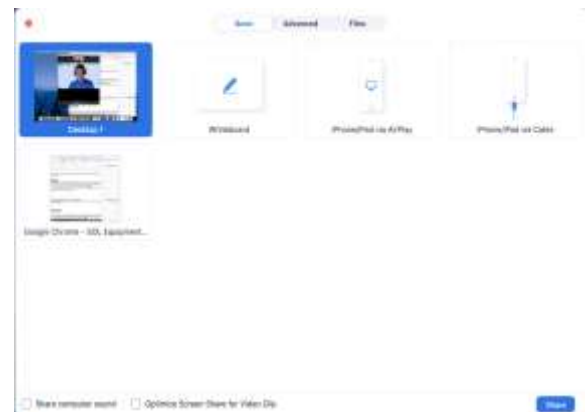 Basic Advanced Files
Desktop 1 Whiteboard iPhone/iPad via AirPlay iPhone/iPad via Cable
Google Chrome - SDL Equipment...
Share computer sound Optimize Screen Share for Video Clip
Share